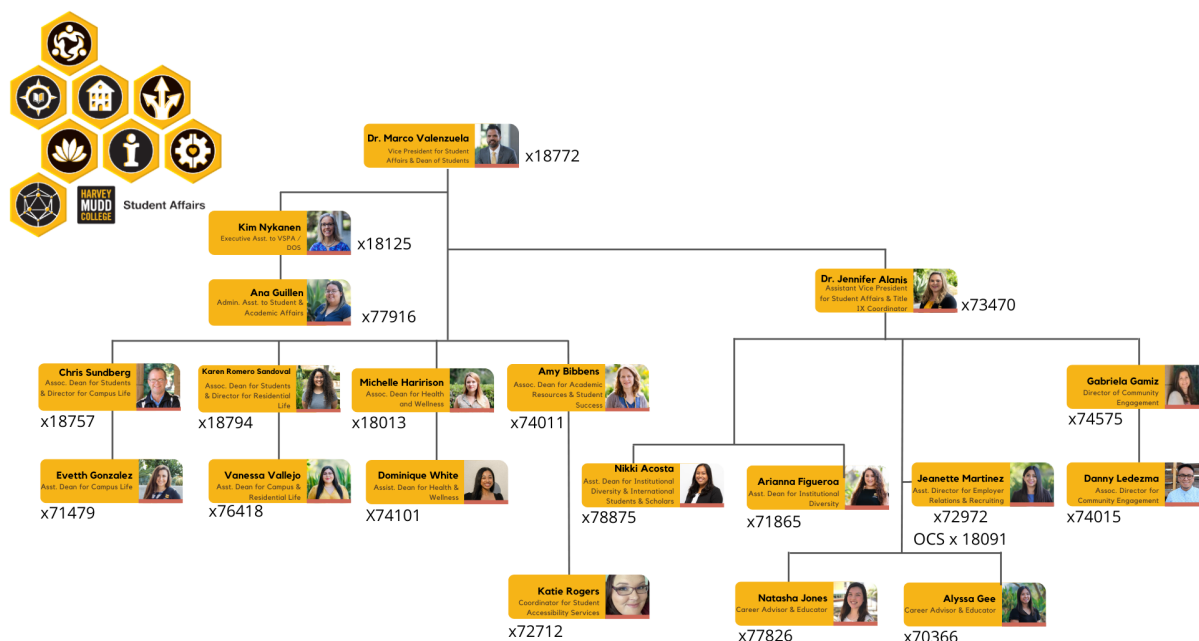 HARVEY
MUDD
COLLEGE
Student Affairs
Dr. Marco Valenzuela
Vice President for Student
Affairs & Dean of Students
x18772
Kim Nykanen
Executive Asst. to VSPA /
DOS
x18125
Ana Guillen
Admin. Asst. to Student &
Academic Affairs
x77916
Dr. Jennifer Alanis
Assistant Vice President
for Student Affairs & Title
IX Coordinator
x73470
Chris Sundberg
Assoc. Dean for Students
& Director for Campus Life
x18757
Karen Romero Sandoval
Assoc. Dean for Students
& Director for Residential
Life
x18794
Michelle Haririson
Assoc. Dean for Health
and Wellness
x18013
Amy Bibbens
Assoc. Dean for Academic
Resources & Student
Success
x74011
Gabriela Gamiz
Director of Community
Engagement
x74575
Evetth Gonzalez
Asst. Dean for Campus Life
x71479
Vanessa Vallejo
Asst. Dean for Campus &
Residential Life
x76418
Dominique White
Assist. Dean for Health &
Wellness
X74101
Nikki Acosta
Asst. Dean for Institutional
Diversity & International
Students & Scholars
x78875
Arianna Figueroa
Asst. Dean for Institutional
Diversity
x71865
Jeanette Martinez
Asst. Director for Employer
Relations & Recruiting
x72972
OCS x 18091
Danny Ledezma
Assoc. Director for
Community Engagement
x74015
Katie Rogers
Coordinator for Student
Accessibility Services
x72712
Natasha Jones
Career Advisor & Educator
x77826
Alyssa Gee
Career Advisor & Educator
x70366